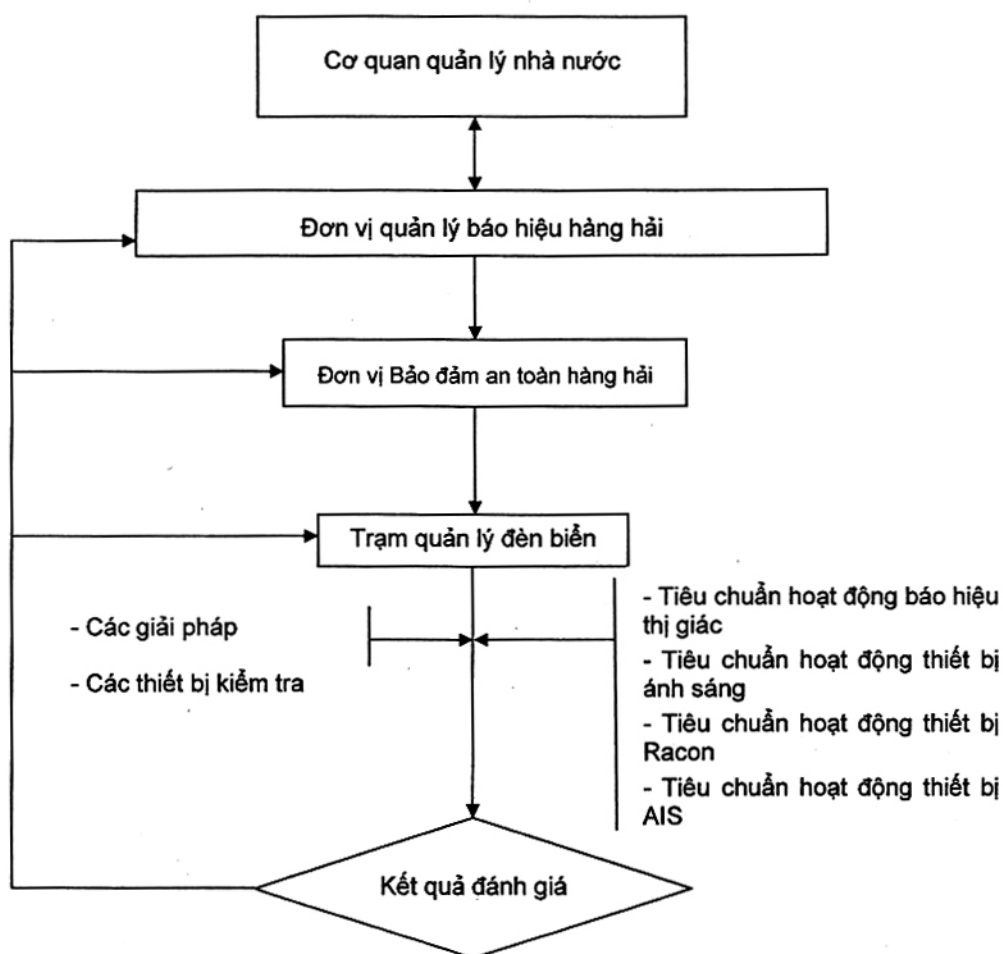 Cơ quan quản lý nhà nước
Đơn vị quản lý báo hiệu hàng hải
Đơn vị Bảo đảm an toàn hàng hải
Trạm quản lý đèn biển
- Các giải pháp
- Các thiết bị kiểm tra
- Tiêu chuẩn hoạt động báo hiệu
thị giác
- Tiêu chuẩn hoạt động thiết bị
ánh sáng
- Tiêu chuẩn hoạt động thiết bị
Racon
- Tiêu chuẩn hoạt động thiết bị
AIS
Kết quả đánh giá